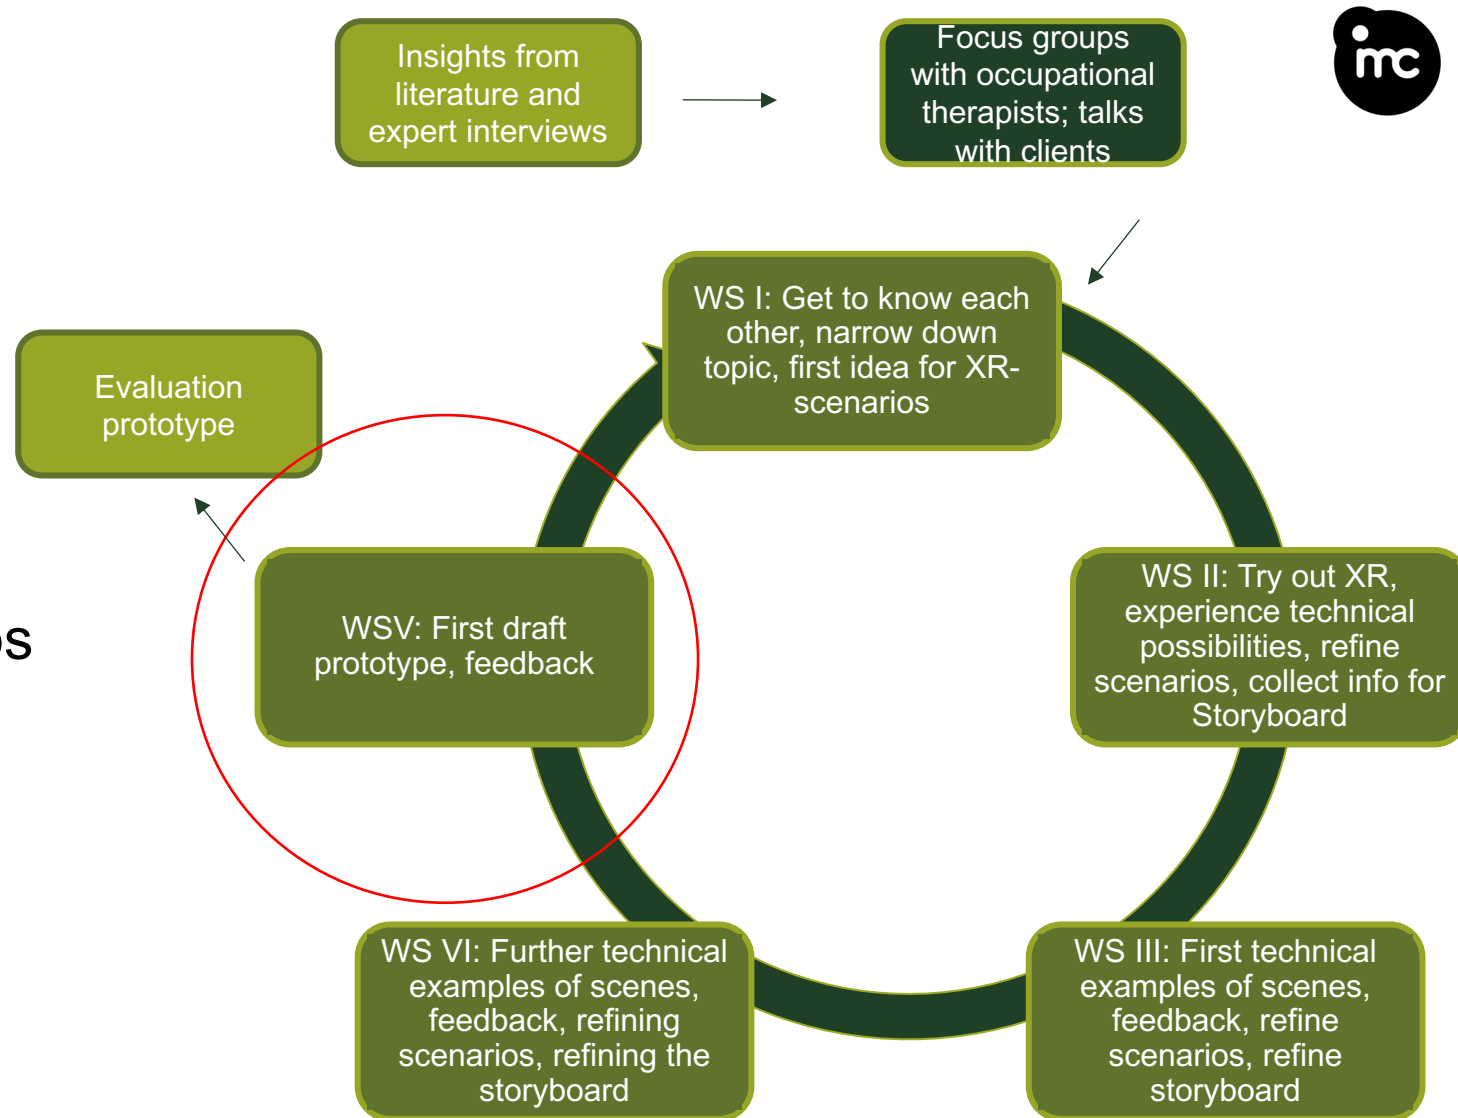 Insights from
literature and
expert interviews
Focus groups
with occupational
therapists; talks
with clients
imc
WS I: Get to know each
other, narrow down
topic, first idea for XR-
scenarios
Evaluation
prototype
WS II: Try out XR,
experience technical
possibilities, refine
scenarios, collect info for
Storyboard
WSV: First draft
prototype, feedback
WS VI: Further technical
examples of scenes,
feedback, refining
scenarios, refining the
storyboard
WS III: First technical
examples of scenes,
feedback, refine
scenarios, refine
storyboard